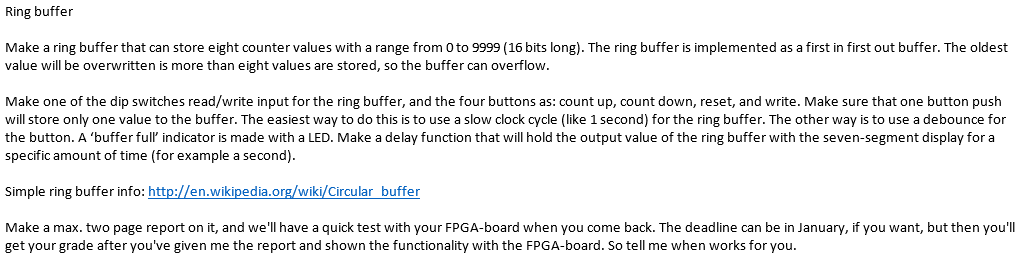 Ring buffer
Make a ring buffer that can store eight counter values with a range from 0 to 9999 (16 bits long). The ring buffer is implemented as a first in first out buffer. The oldest
value will be overwritten is more than eight values are stored, so the buffer can overflow.
Make one of the dip switches read/write input for the ring buffer, and the four buttons as: count up, count down, reset, and write. Make sure that one button push
will store only one value to the buffer. The easiest way to do this is to use a slow clock cycle (like 1 second) for the ring buffer. The other way is to use a debounce for
the button. A ‘buffer full’ indicator is made with a LED. Make a delay function that will hold the output value of the ring buffer with the seven-segment display for a
specific amount of time (for example a second).
Simple ring buffer info: http://en.wikipedia.org/wiki/Circular_buffer
Make a max. two page report on it, and we'll have a quick test with your FPGA-board when you come back. The deadline can be in January, if you want, but then you'll
get your grade after you've given me the report and shown the functionality with the FPGA-board. So tell me when works for you.